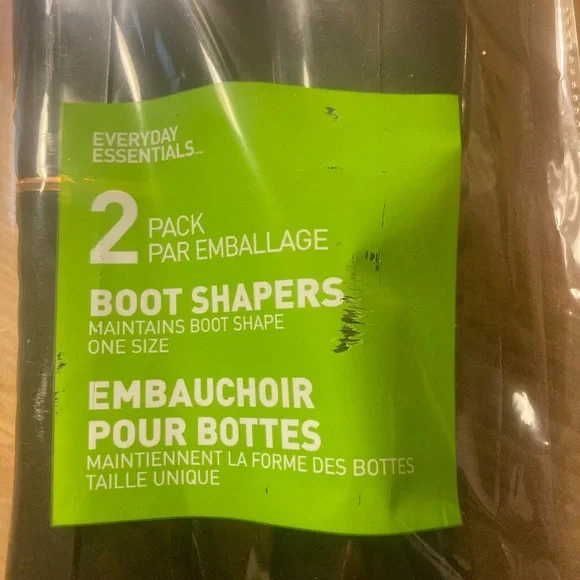 EVERYDAY
ESSENTIALS™
2 PACK
PAR EMBALLAGE
BOOT SHAPERS
MAINTAINS BOOT SHAPE
ONE SIZE
EMBAUCHOIR
POUR BOTTES
MAINTIENNENT LA FORME DES BOTTES
TAILLE UNIQUE